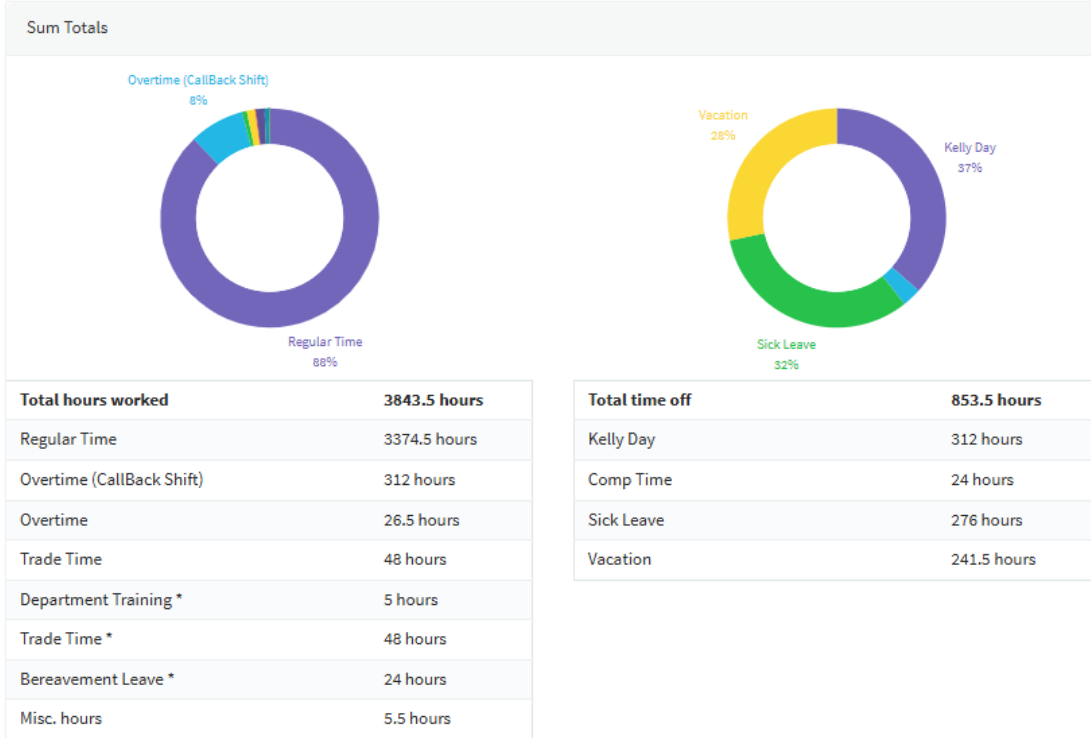 Sum Totals
Overtime (CallBack Shift)
8%
Regular Time
88%
Vacation
28%
Kelly Day
37%
Sick Leave
32%
Total hours worked 3843.5 hours
Regular Time 3374.5 hours
Overtime (CallBack Shift) 312 hours
Overtime 26.5 hours
Trade Time 48 hours
Department Training * 5 hours
Trade Time * 48 hours
Bereavement Leave * 24 hours
Misc. hours 5.5 hours
Total time off 853.5 hours
Kelly Day 312 hours
Comp Time 24 hours
Sick Leave 276 hours
Vacation 241.5 hours